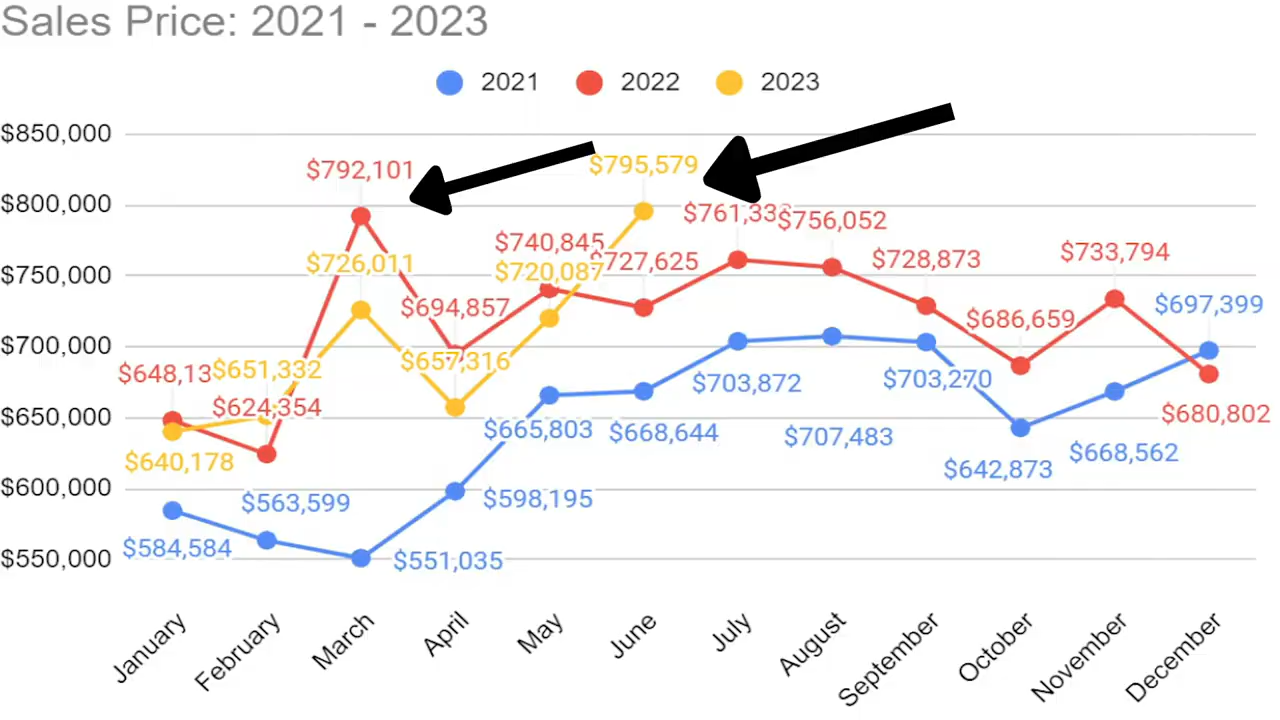 Sales Price: 2021 - 2023
2021 2022 2023
$850,000
$800,000
$750,000
$700,000
$650,000
$600,000
$550,000
$792,101
$795,579
$756,052
$740,845
$733,794
$726,011
$720,087
$727,625
$728,873
$694,857
$686,659
$697,399
$651,332
$657,316
$624,354
$703,872
$703,270
$680,802
$640,178
$665,803
$668,644
$707,483
$642,873
$668,562
$563,599
$598,195
$584,584
$551,035
January
February
March
April
May
June
July
August
September
October
November
December